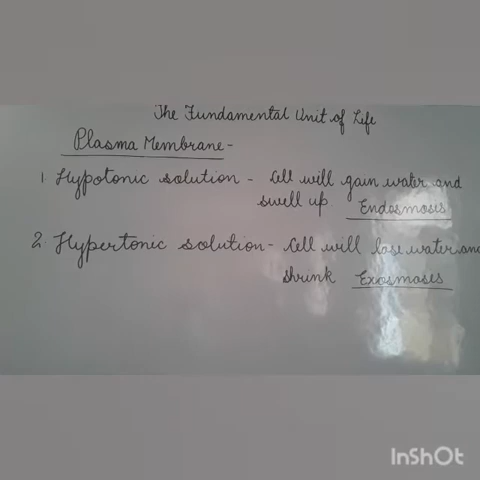 The Fundamental Unit of Life
Plasma Membrane-
1 Hypotonic solution - Cell will gain water and
swell up. Endosmoses
2 Hypertonic solution- Cell will lose water and
shrink Exosmoses
InShOt